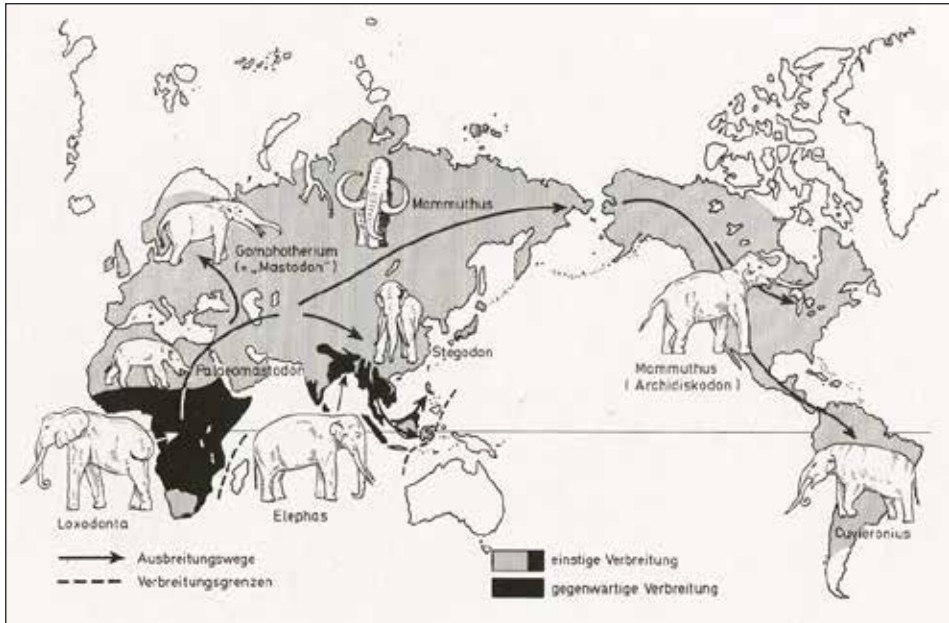 Mammuthus
Gomphotherium
(= „Mastodon")
Stegodon
Palaeomastodon
Mammuthus
(Archidiskodon)
Loxodonta
Elephas
Cuvieronius
Ausbreitungswege
Verbreitungsgrenzen
einstige Verbreitung
gegenwärtige Verbreitung